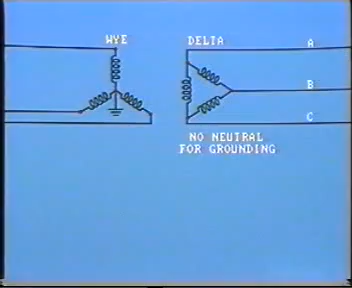 WYE
DELTA
A
B
C
NO NEUTRAL
FOR GROUNDING